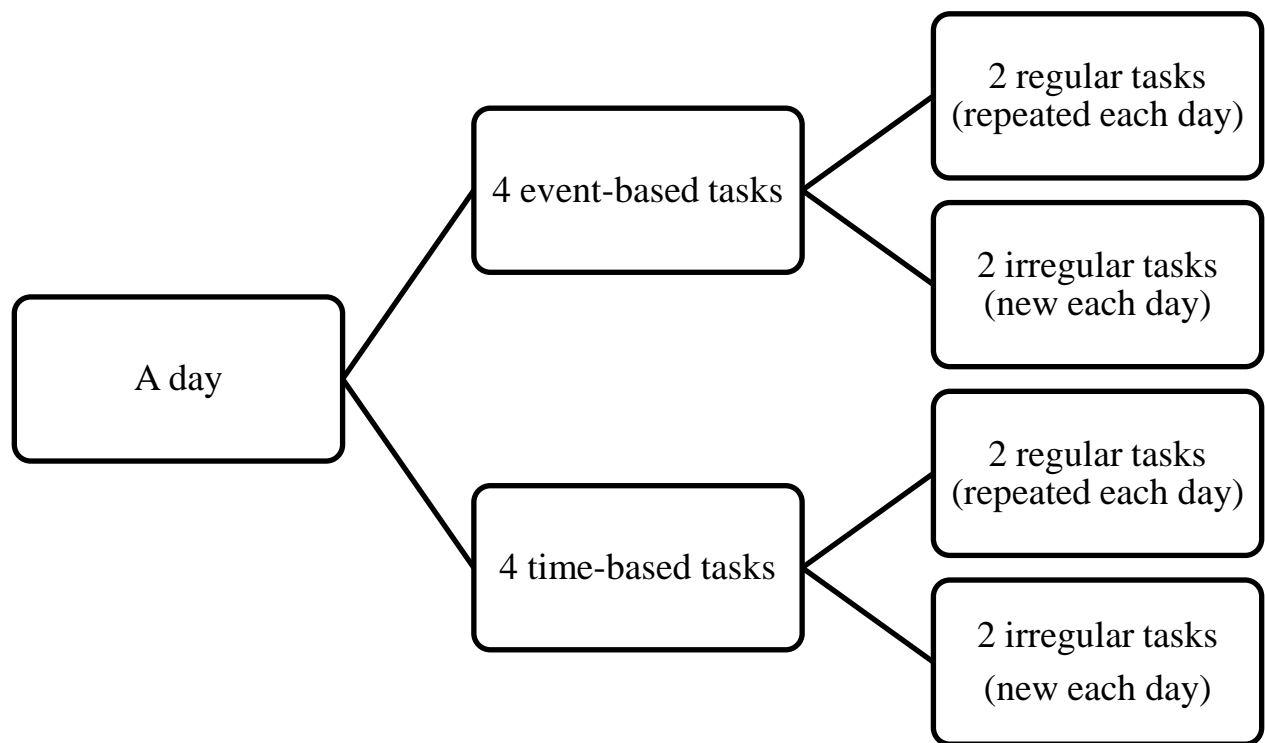 A day
4 event-based tasks
2 regular tasks
(repeated each day)
2 irregular tasks
(new each day)
4 time-based tasks
2 regular tasks
(repeated each day)
2 irregular tasks
(new each day)